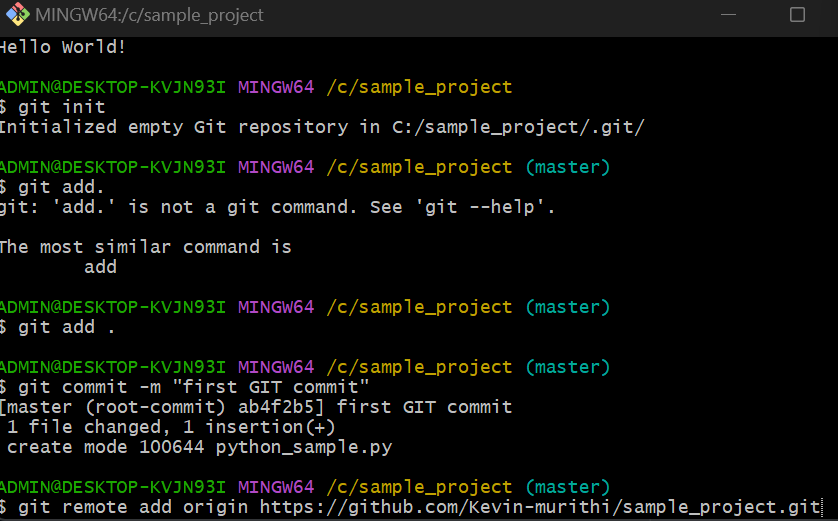 MINGW64:/c/sample_project
Hello World!
ADMIN@DESKTOP-KVJN93I MINGW64 /c/sample_project
$ git init
Initialized empty Git repository in C:/sample_project/.git/
ADMIN@DESKTOP-KVJN93I MINGW64 /c/sample_project (master)
$ git add.
git: 'add.' is not a git command. See 'git --help'.
The most similar command is
add
ADMIN@DESKTOP-KVJN93I MINGW64 /c/sample_project (master)
$ git add .
ADMIN@DESKTOP-KVJN93I MINGW64 /c/sample_project (master)
$ git commit -m "first GIT commit"
[master (root-commit) ab4f2b5] first GIT commit
1 file changed, 1 insertion(+)
create mode 100644 python_sample.py
ADMIN@DESKTOP-KVJN93I MINGW64 /c/sample_project (master)
$ git remote add origin https://github.com/Kevin-murithi/sample_project.git